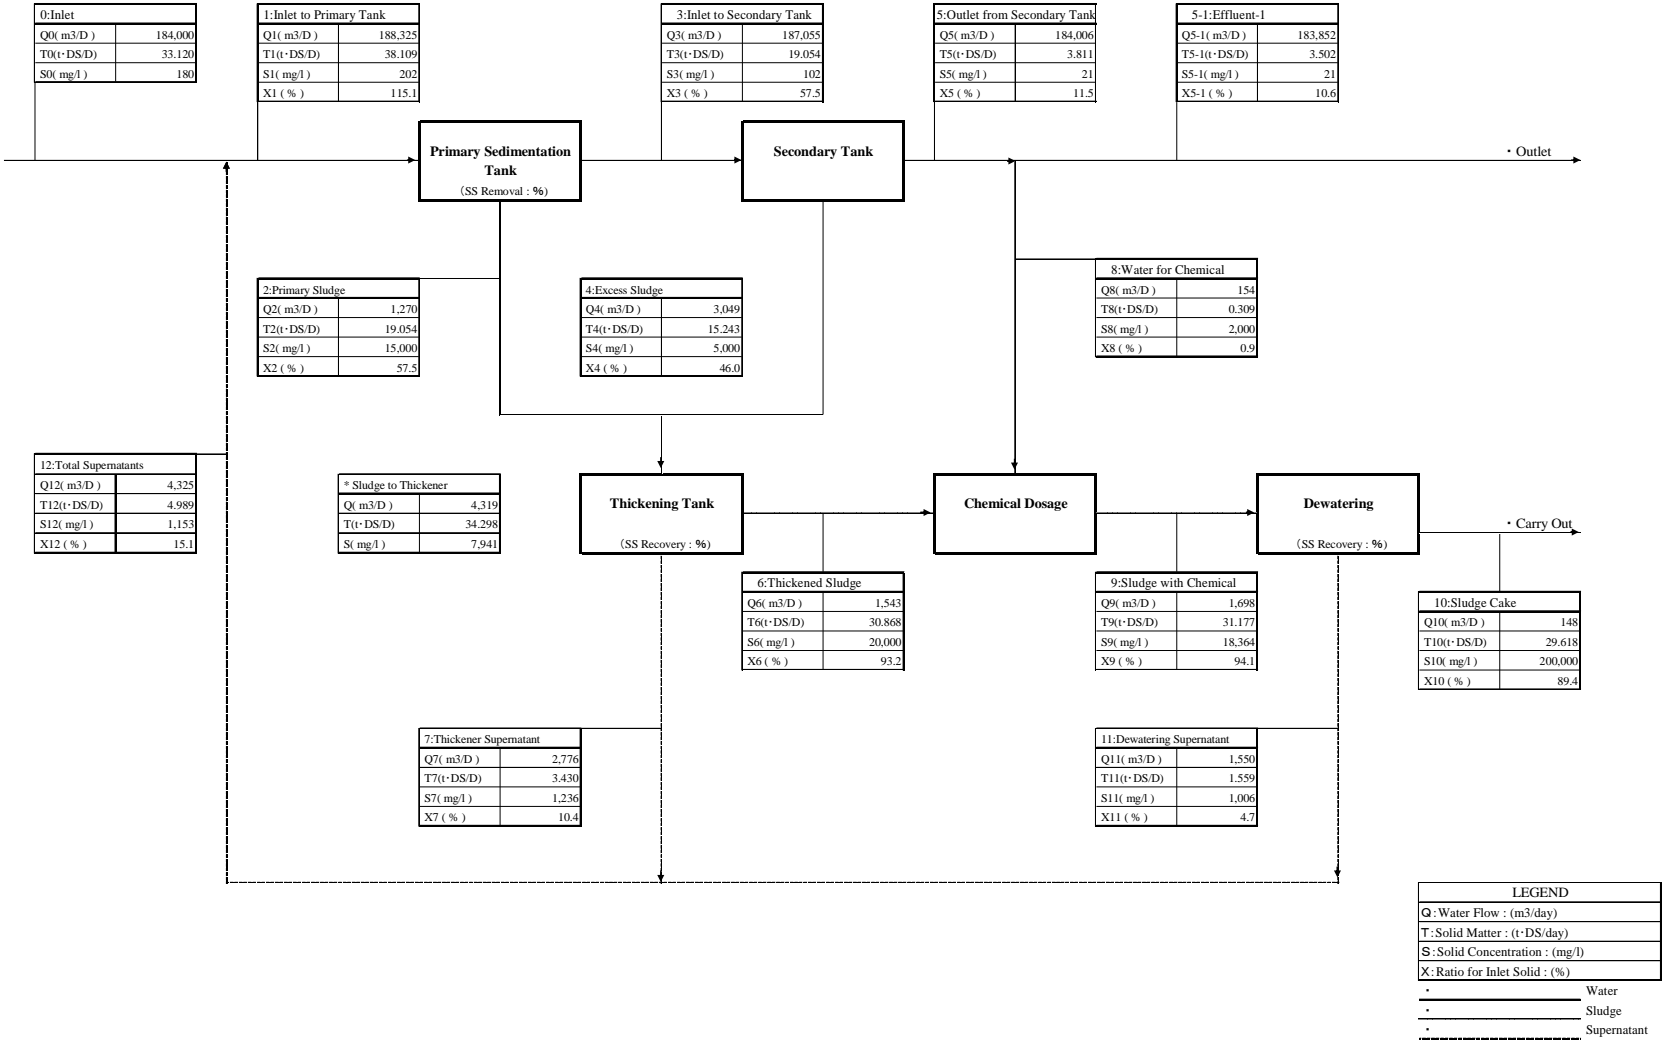 0:Inlet
Q0( m3/D ) 184,000
T0(t･DS/D) 33.120
S0( mg/l ) 180
1:Inlet to Primary Tank
Q1( m3/D ) 188,325
T1(t･DS/D) 38.109
S1( mg/l ) 202
X1 ( % ) 115.1
3:Inlet to Secondary Tank
Q3( m3/D ) 187,055
T3(t･DS/D) 19.054
S3( mg/l ) 102
X3 ( % ) 57.5
5:Outlet from Secondary Tank
Q5( m3/D ) 184,006
T5(t･DS/D) 3.811
S5( mg/l ) 21
X5 ( % ) 11.5
5-1:Effluent-1
Q5-1( m3/D ) 183,852
T5-1(t･DS/D) 3.502
S5-1( mg/l ) 21
X5-1 ( % ) 10.6
Primary Sedimentation
Tank
(SS Removal : %)
Secondary Tank
・ Outlet
2:Primary Sludge
Q2( m3/D ) 1,270
T2(t･DS/D) 19.054
S2( mg/l ) 15,000
X2 ( % ) 57.5
4:Excess Sludge
Q4( m3/D ) 3,049
T4(t･DS/D) 15.243
S4( mg/l ) 5,000
X4 ( % ) 46.0
8:Water for Chemical
Q8( m3/D ) 154
T8(t･DS/D) 0.309
S8( mg/l ) 2,000
X8 ( % ) 0.9
12:Total Supernatants
Q12( m3/D ) 4,325
T12(t･DS/D) 4.989
S12( mg/l ) 1,153
X12 ( % ) 15.1
* Sludge to Thickener
Q( m3/D ) 4,319
T(t･DS/D) 34.298
S( mg/l ) 7,941
Thickening Tank
(SS Recovery : %)
Chemical Dosage
Dewatering
(SS Recovery : %)
・ Carry Out
6:Thickened Sludge
Q6( m3/D ) 1,543
T6(t･DS/D) 30.868
S6( mg/l ) 20,000
X6 ( % ) 93.2
9:Sludge with Chemical
Q9( m3/D ) 1,698
T9(t･DS/D) 31.177
S9( mg/l ) 18,364
X9 ( % ) 94.1
10:Sludge Cake
Q10( m3/D ) 148
T10(t･DS/D) 29.618
S10( mg/l ) 200,000
X10 ( % ) 89.4
7:Thickener Supernatant
Q7( m3/D ) 2,776
T7(t･DS/D) 3.430
S7( mg/l ) 1,236
X7 ( % ) 10.4
11:Dewatering Supernatant
Q11( m3/D ) 1,550
T11(t･DS/D) 1.559
S11( mg/l ) 1,006
X11 ( % ) 4.7
LEGEND
Q:Water Flow : (m3/day)
T:Solid Matter : (t･DS/day)
S:Solid Concentration : (mg/l)
X:Ratio for Inlet Solid : (%)
・ Water
・ Sludge
・ Supernatant